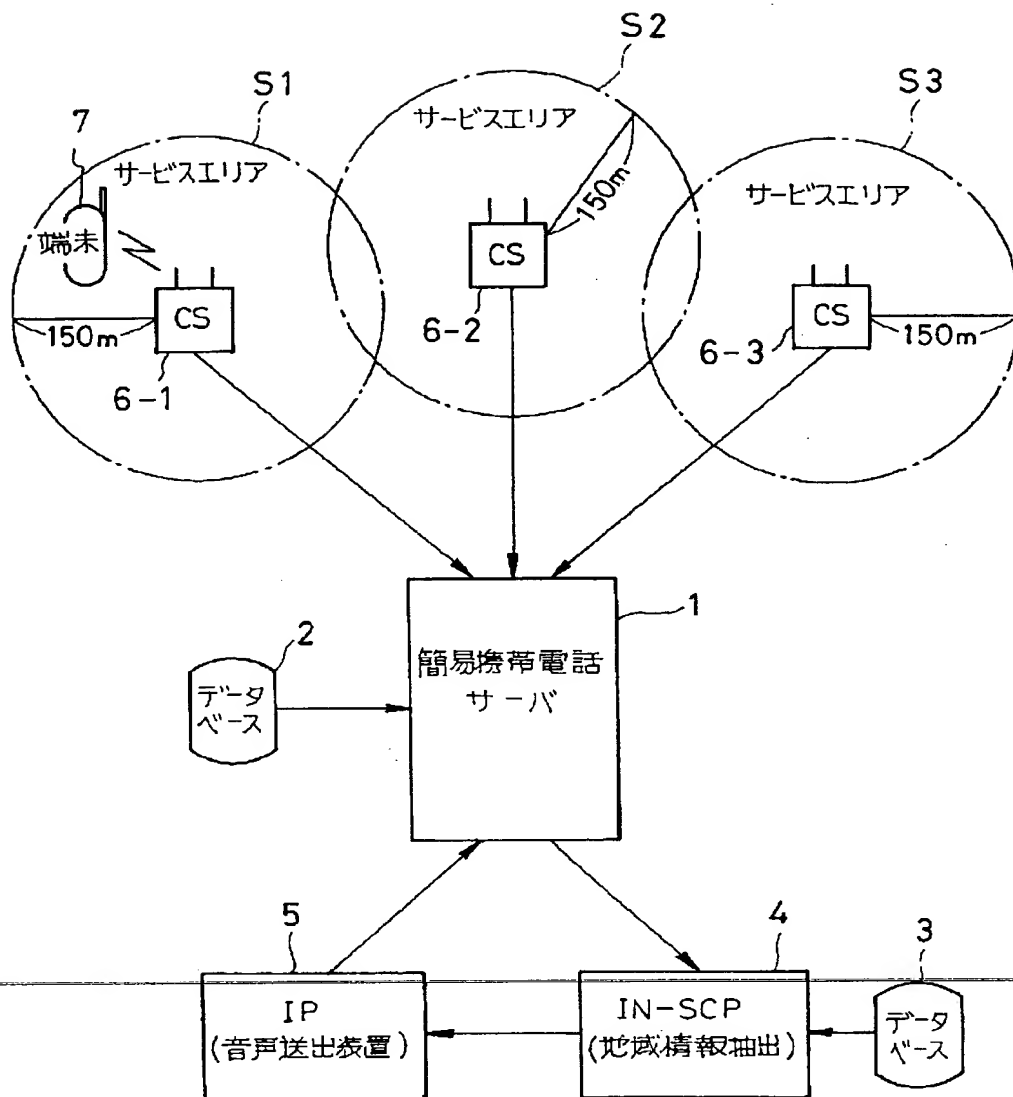 S2
S1
S3
7
サービスエリア
サービスエリア
サービスエリア
150m
端末
CS
CS
CS
150m
150m
6-2
6-3
6-1
1
2
簡易携帯電話
サーバ
データ
ベース
5
4
3
IP
(音声送出装置)
IN-SCP
(地域情報抽出)
データ
ベース